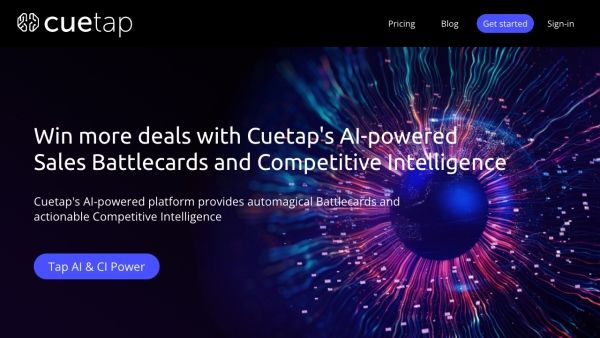 cuetap
Pricing
Blog
Get started
Sign-in
Win more deals with Cuetap's AI-powered
Sales Battlecards and Competitive Intelligence
Cuetap's AI-powered platform provides automagical Battlecards and
actionable Competitive Intelligence
Tap AI & CI Power